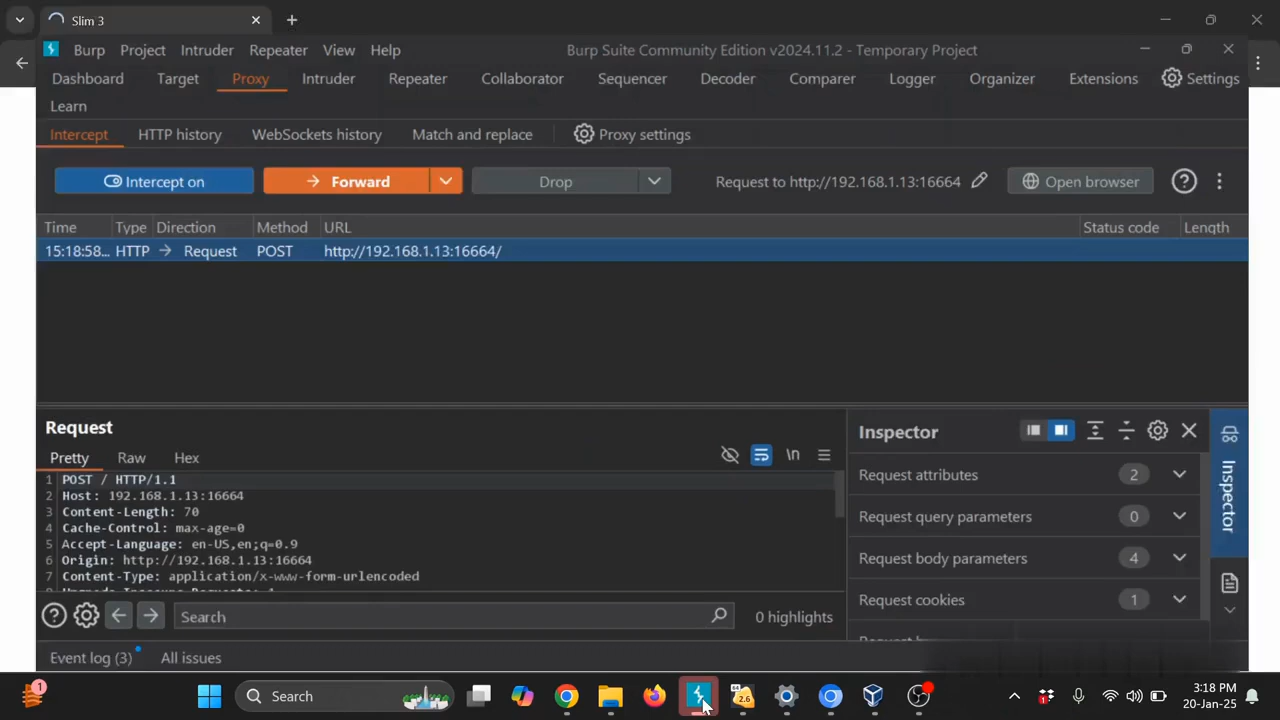 Slim 3
Burp Project Intruder Repeater View Help Burp Suite Community Edition v2024.11.2 - Temporary Project
Dashboard Target Proxy Intruder Repeater Collaborator Sequencer Decoder Comparer Logger Organizer Extensions Settings
Learn
Intercept HTTP history WebSockets history Match and replace Proxy settings
Intercept on Forward Drop Request to http://192.168.1.13:16664 Open browser
Time Type Direction Method URL Status code Length
15:18:58... HTTP Request POST http://192.168.1.13:16664/
Request
Pretty Raw Hex \n
1 POST / HTTP/1.1
2 Host: 192.168.1.13:16664
3 Content-Length: 70
4 Cache-Control: max-age=0
5 Accept-Language: en-US,en;q=0.9
6 Origin: http://192.168.1.13:16664
7 Content-Type: application/x-www-form-urlencoded
Search 0 highlights
Inspector
Request attributes 2
Request query parameters 0
Request body parameters 4
Request cookies 1
Inspector
Event log (3) All issues
1 Search 64 2.6 3:18 PM
20-Jan-25